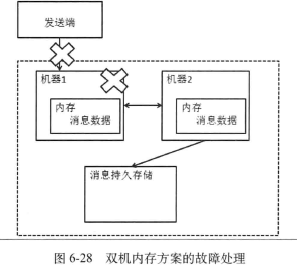 发送端
机器1
机器2
内存
消息数据
内存
消息数据
消息持久存储
图 6-28 双机内存方案的故障处理